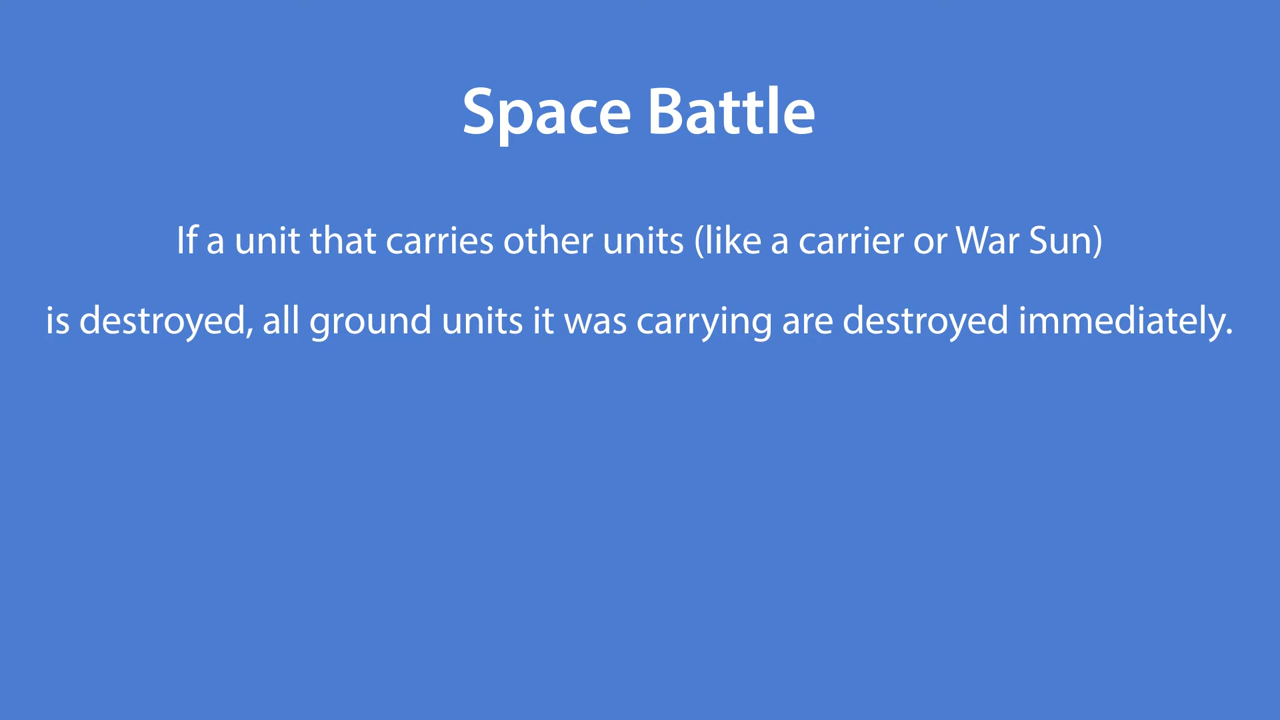 Space Battle
If a unit that carries other units (like a carrier or War Sun)
is destroyed, all ground units it was carrying are destroyed immediately.